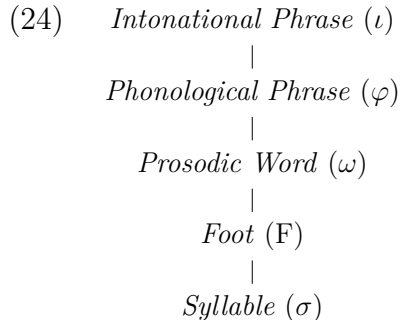 (24) Intonational Phrase (ι)
|
Phonological Phrase (φ)
|
Prosodic Word (ω)
|
Foot (F)
|
Syllable (σ)